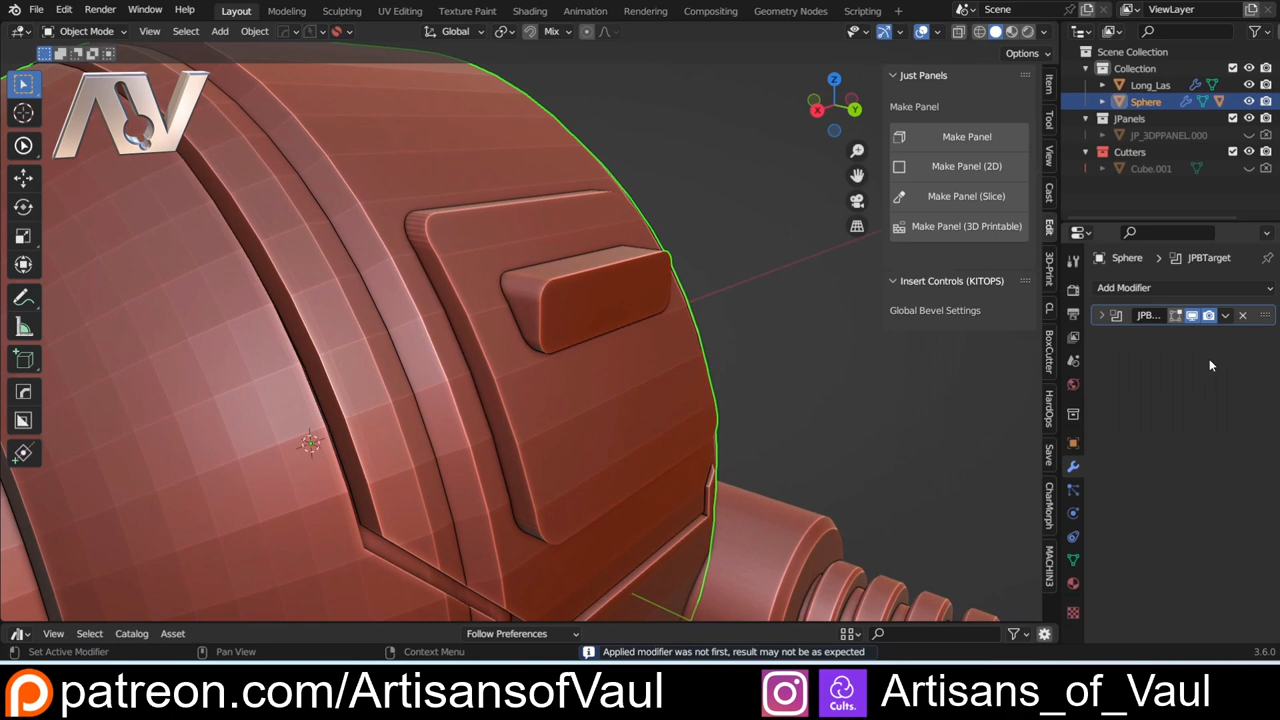 File Edit Render Window Help Layout Modeling Sculpting UV Editing Texture Paint Shading Animation Rendering Compositing Geometry Nodes Scripting + Scene ViewLayer
Object Mode View Select Add Object Global Mix
Options
AV
Z
X
Y
Just Panels
Make Panel
Make Panel
Make Panel (2D)
Make Panel (Slice)
Make Panel (3D Printable)
Insert Controls (KITOPS)
Global Bevel Settings
Item
Tool
View
Cast
Edit
3D-Print
CL
BoxCutter
HardOps
Save
CharMorph
MACHIN3
Scene Collection
Collection
Long_Las
Sphere
JPanels
JP_3DPPANEL.000
Cutters
Cube.001
Sphere > JPBTarget
Add Modifier
JPB...
View Select Catalog Asset Follow Preferences
Set Active Modifier Pan View Context Menu Applied modifier was not first, result may not be as expected 3.6.0
patreon.com/ArtisansofVaul Cults. Artisans_of_Vaul